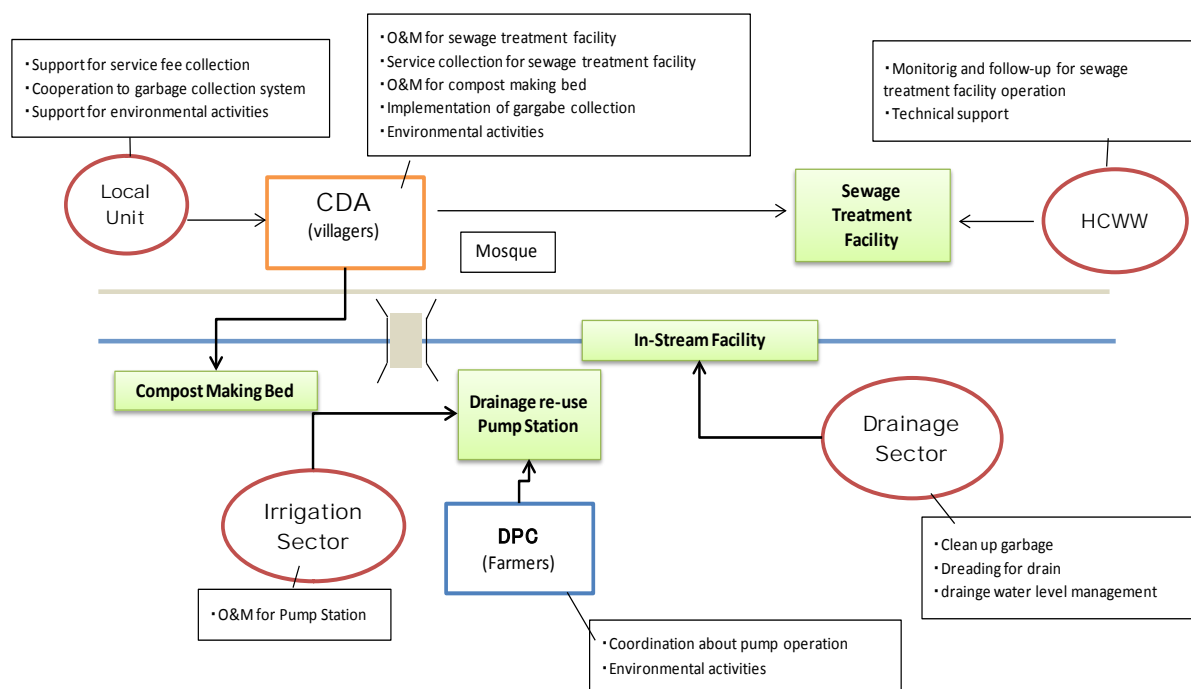 ・Support for service fee collection
・Cooperation to garbage collection system
・Support for environmental activities
・O&M for sewage treatment facility
・Service collection for sewage treatment facility
・O&M for compost making bed
・Implementation of gargabe collection
・Environmental activities
・Monitorig and follow-up for sewage
treatment facility operation
・Technical support
Local
Unit
CDA
(villagers)
Mosque
Sewage
Treatment
Facility
HCWW
In-Stream Facility
Compost Making Bed
Drainage re-use
Pump Station
Drainage
Sector
Irrigation
Sector
DPC
(Farmers)
・Clean up garbage
・Dreading for drain
・drainge water level management
・O&M for Pump Station
・Coordination about pump operation
・Environmental activities